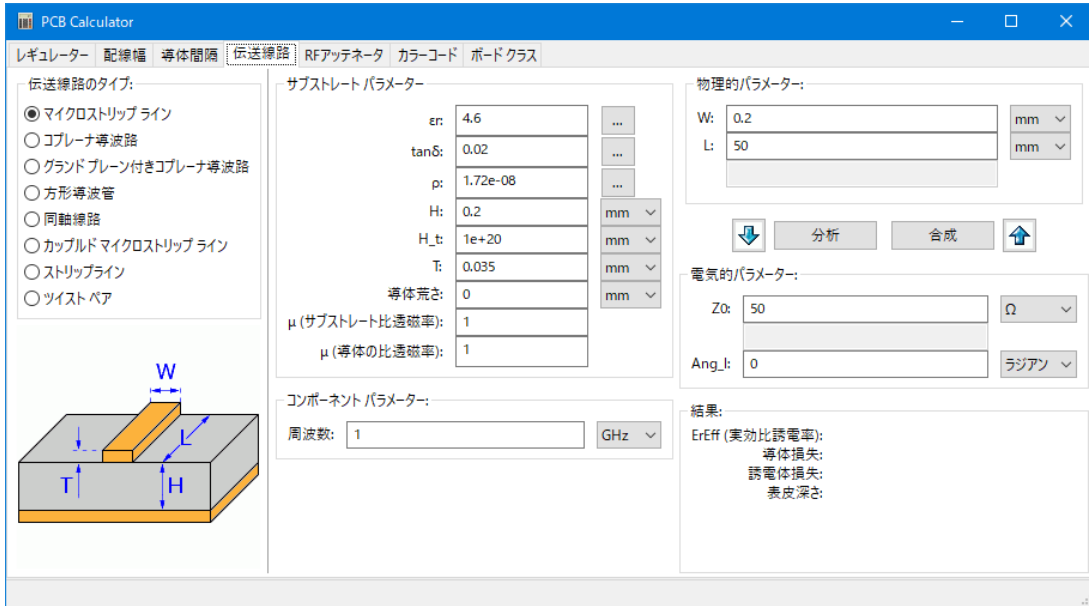 PCB Calculator
レギュレーター 配線幅 導体間隔 伝送線路 RFアッテネータ カラーコード ボードクラス
伝送線路のタイプ:
マイクロストリップ ライン
コプレーナ導波路
グランド プレーン付きコプレーナ導波路
方形導波管
同軸線路
カップルド マイクロストリップ ライン
ストリップライン
ツイスト ペア
W
L
T
H
サブストレート パラメーター
εr: 4.6 ...
tanδ: 0.02 ...
ρ: 1.72e-08 ...
H: 0.2 mm
H_t: 1e+20 mm
T: 0.035 mm
導体荒さ: 0 mm
μ (サブストレート比透磁率): 1
μ (導体の比透磁率): 1
コンポーネント パラメーター:
周波数: 1 GHz
物理的パラメーター:
W: 0.2 mm
L: 50 mm
分析 合成
電気的パラメーター:
Z0: 50 Ω
Ang_l: 0 ラジアン
結果:
ErEff (実効比誘電率):
導体損失:
誘電体損失:
表皮深さ: